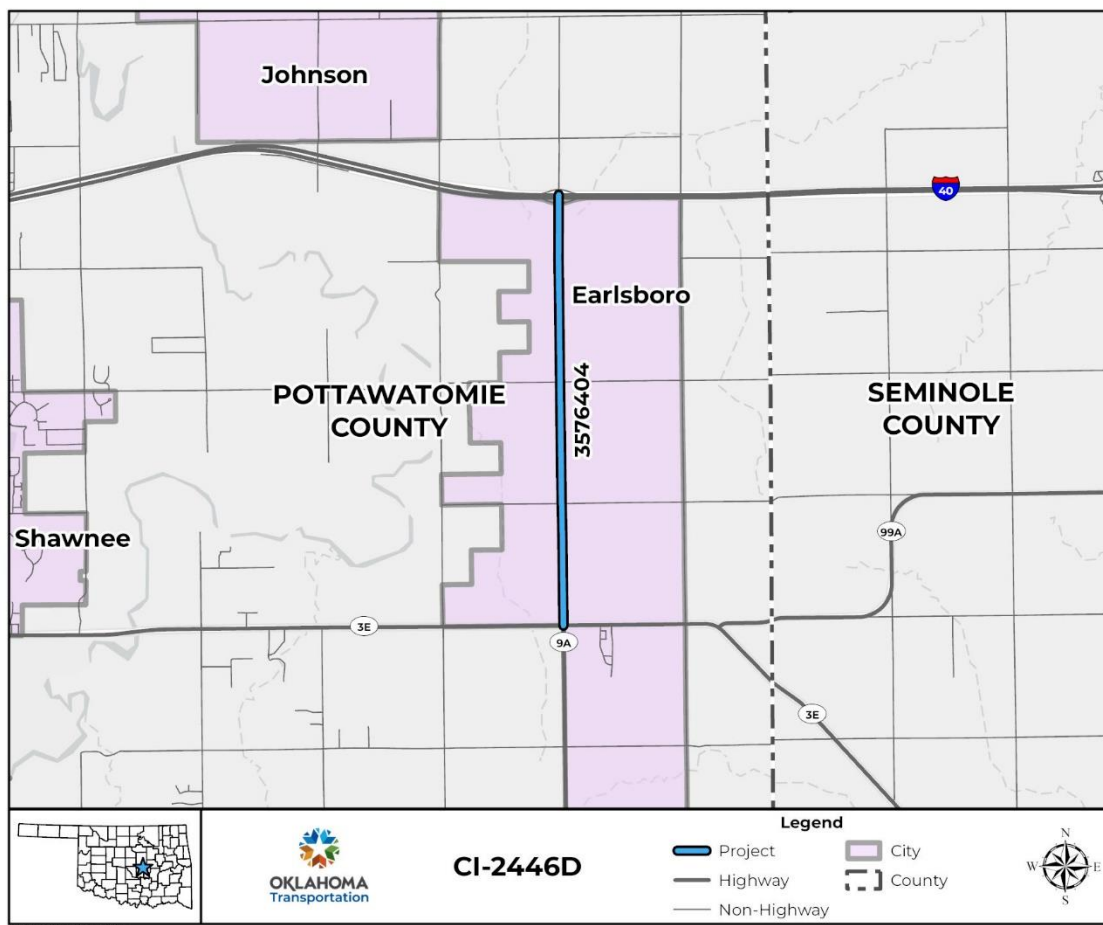 Johnson
40
Earlsboro
3576404
POTTAWATOMIE
COUNTY
SEMINOLE
COUNTY
Shawnee
99A
3E
9A
3E
OKLAHOMA
Transportation
CI-2446D
Legend
Project
Highway
Non-Highway
City
County
N
W
E
S